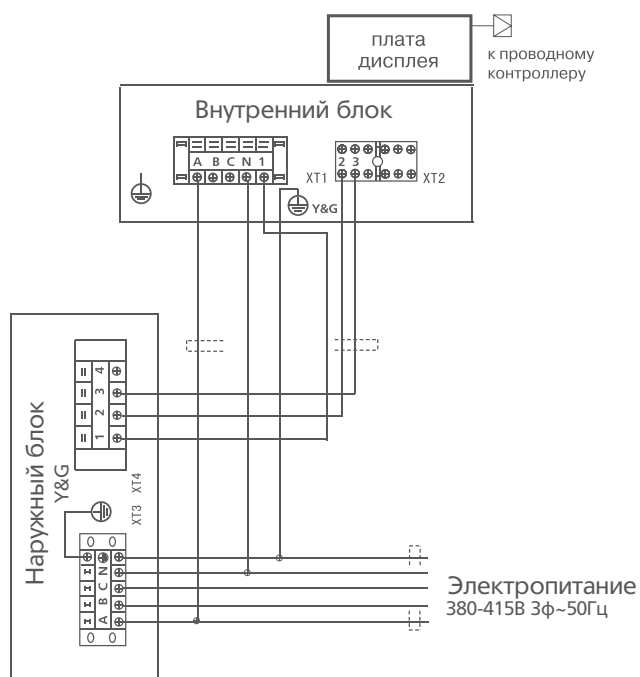 плата
дисплея
к проводному
контроллеру
Внутренний блок
A B C N 1
2 3
XT1
XT2
Y&G
Наружный блок
4
3
2
1
Y&G
XT4
XT3
N
C
B
A
Электропитание
380-415В 3ф~50Гц